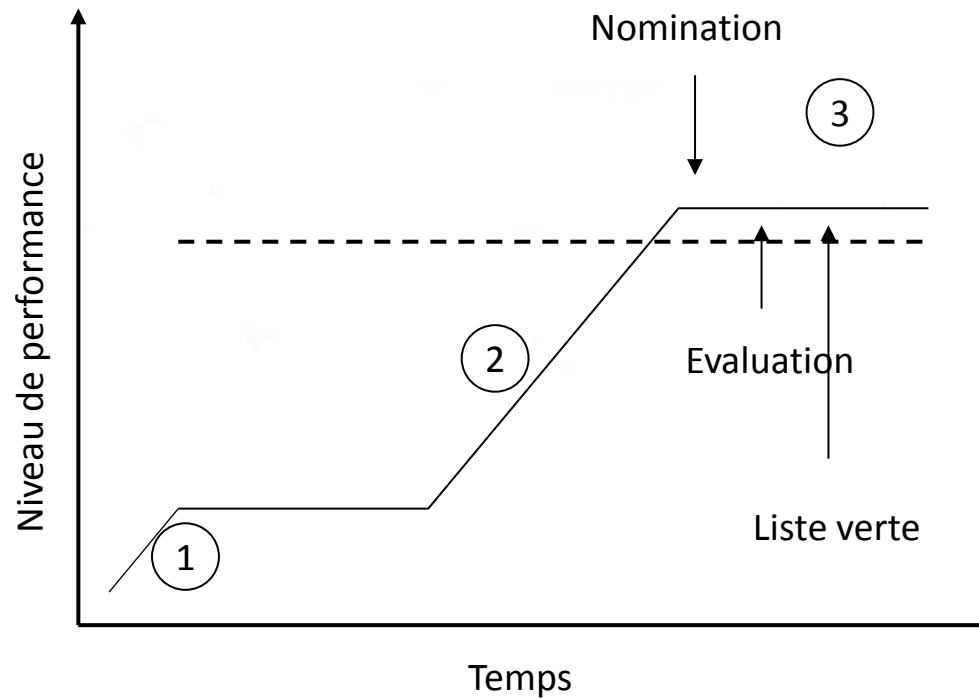 Nomination
3
Niveau de performance
2
Evaluation
Liste verte
1
Temps